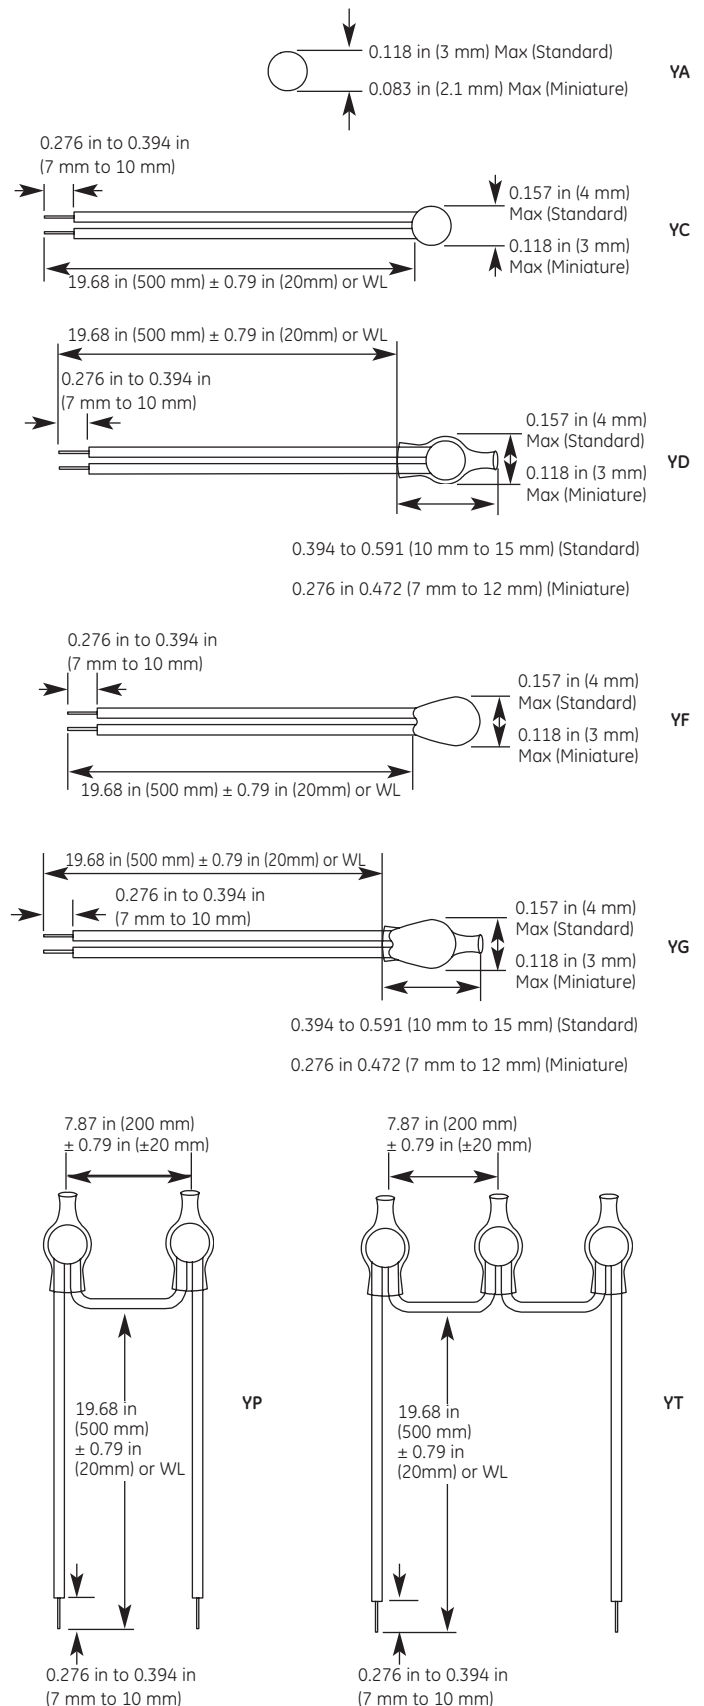 0.118 in (3 mm) Max (Standard)
0.083 in (2.1 mm) Max (Miniature)
YA
0.276 in to 0.394 in
(7 mm to 10 mm)
0.157 in (4 mm)
Max (Standard)
0.118 in (3 mm)
Max (Miniature)
YC
19.68 in (500 mm) ± 0.79 in (20mm) or WL
19.68 in (500 mm) ± 0.79 in (20mm) or WL
0.276 in to 0.394 in
(7 mm to 10 mm)
0.157 in (4 mm)
Max (Standard)
0.118 in (3 mm)
Max (Miniature)
YD
0.394 to 0.591 (10 mm to 15 mm) (Standard)
0.276 in 0.472 (7 mm to 12 mm) (Miniature)
0.276 in to 0.394 in
(7 mm to 10 mm)
0.157 in (4 mm)
Max (Standard)
0.118 in (3 mm)
Max (Miniature)
YF
19.68 in (500 mm) ± 0.79 in (20mm) or WL
19.68 in (500 mm) ± 0.79 in (20mm) or WL
0.276 in to 0.394 in
(7 mm to 10 mm)
0.157 in (4 mm)
Max (Standard)
0.118 in (3 mm)
Max (Miniature)
YG
0.394 to 0.591 (10 mm to 15 mm) (Standard)
0.276 in 0.472 (7 mm to 12 mm) (Miniature)
7.87 in (200 mm)
± 0.79 in (±20 mm)
19.68 in
(500 mm)
± 0.79 in
(20mm) or WL
YP
0.276 in to 0.394 in
(7 mm to 10 mm)
7.87 in (200 mm)
± 0.79 in (±20 mm)
19.68 in
(500 mm)
± 0.79 in
(20mm) or WL
YT
0.276 in to 0.394 in
(7 mm to 10 mm)